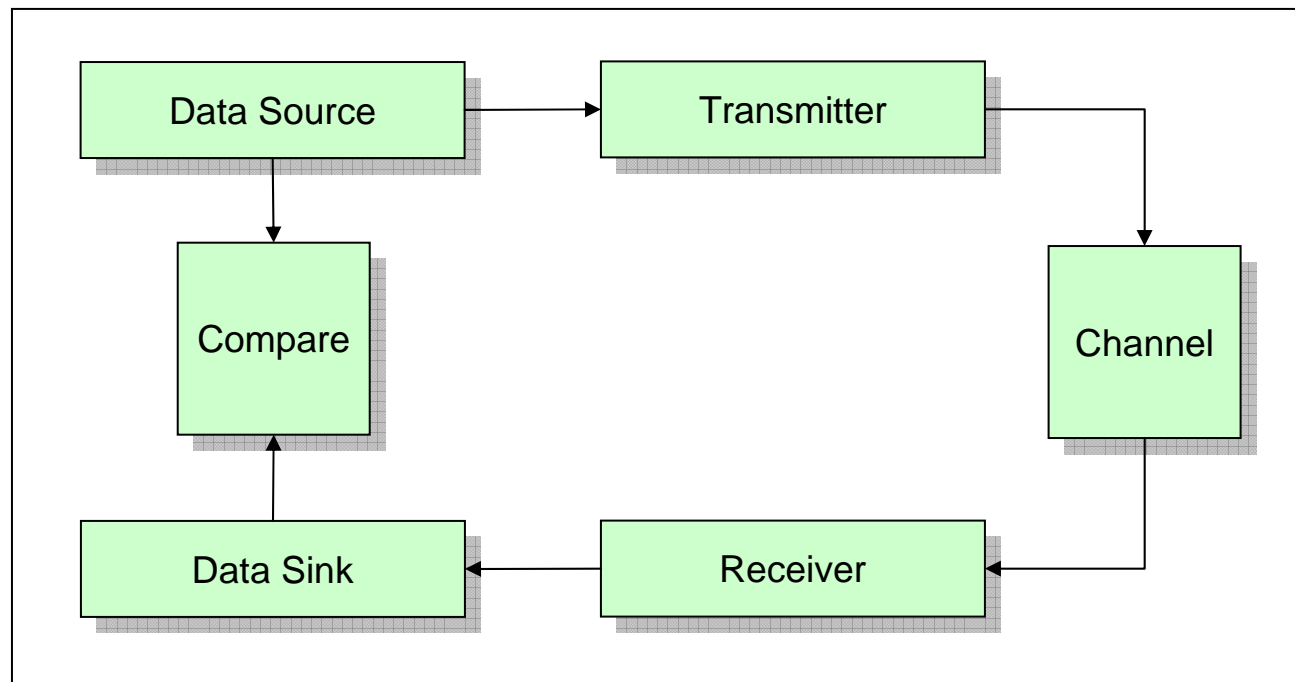 Data Source
Transmitter
Compare
Channel
Data Sink
Receiver